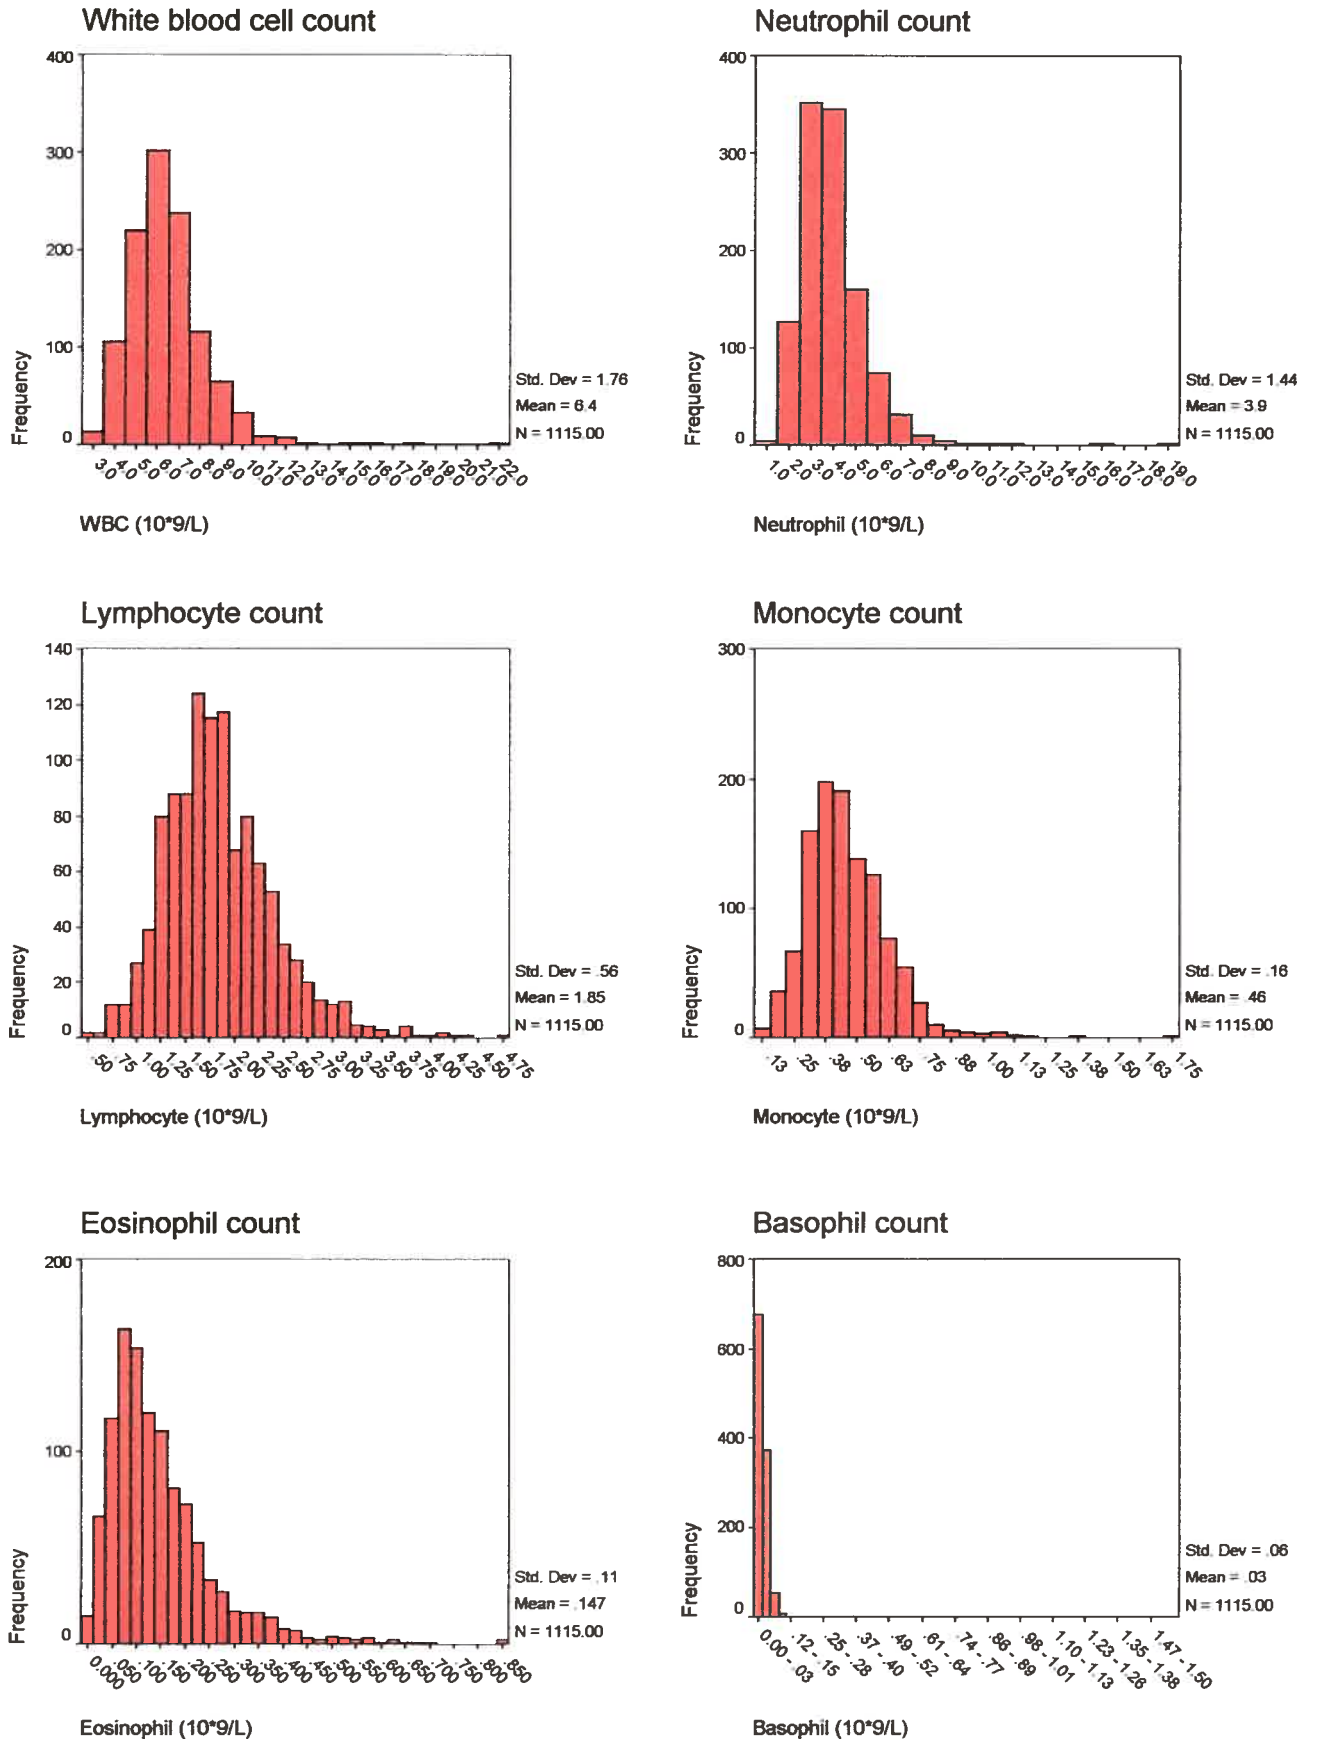 White blood cell count
400
300
200
100
0
Frequency
3.0 4.0 5.0 6.0 7.0 8.0 9.0 10.0 11.0 12.0 13.0 14.0 15.0 16.0 17.0 18.0 19.0 20.0 21.0 22.0
WBC (10*9/L)
Std. Dev = 1.76
Mean = 6.4
N = 1115.00
Neutrophil count
400
300
200
100
0
Frequency
1.0 2.0 3.0 4.0 5.0 6.0 7.0 8.0 9.0 10.0 11.0 12.0 13.0 14.0 15.0 16.0 17.0 18.0 19.0
Neutrophil (10*9/L)
Std. Dev = 1.44
Mean = 3.9
N = 1115.00
Lymphocyte count
140
120
100
80
60
40
20
0
Frequency
.50 .75 1.00 1.25 1.50 1.75 2.00 2.25 2.50 2.75 3.00 3.25 3.50 3.75 4.00 4.25 4.50 4.75
Lymphocyte (10*9/L)
Std. Dev = .56
Mean = 1.85
N = 1115.00
Monocyte count
300
200
100
0
Frequency
.13 .25 .38 .50 .63 .75 .88 1.00 1.13 1.25 1.38 1.50 1.63 1.75
Monocyte (10*9/L)
Std. Dev = .16
Mean = .46
N = 1115.00
Eosinophil count
200
100
0
Frequency
0.000 .050 .100 .150 .200 .250 .300 .350 .400 .450 .500 .550 .600 .650 .700 .750 .800 .850
Eosinophil (10*9/L)
Std. Dev = .11
Mean = .147
N = 1115.00
Basophil count
800
600
400
200
0
Frequency
0.00 - .03 .12 - .15 .25 - .28 .37 - .40 .49 - .52 .61 - .64 .74 - .77 .86 - .89 .98 - 1.01 1.10 - 1.13 1.23 - 1.26 1.35 - 1.38 1.47 - 1.50
Basophil (10*9/L)
Std. Dev = .06
Mean = .03
N = 1115.00